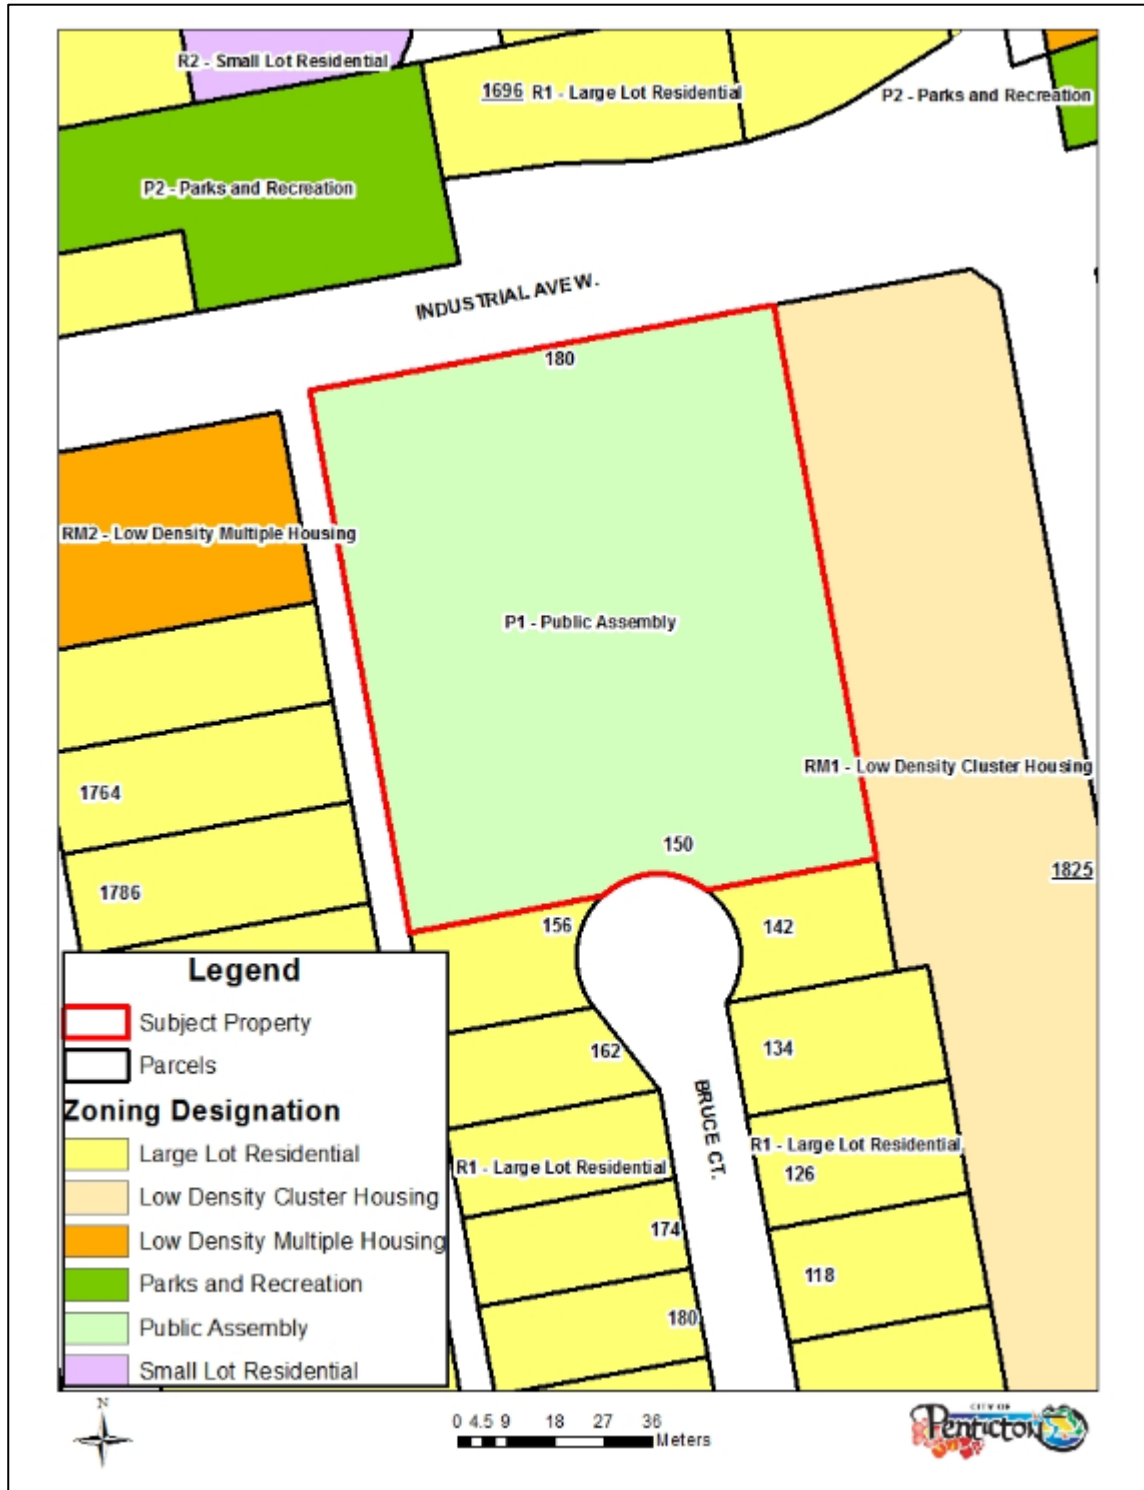 R2 - Small Lot Residential
1696 R1 - Large Lot Residential
P2 - Parks and Recreation
P2 - Parks and Recreation
INDUSTRIAL AVE W.
180
RM2 - Low Density Multiple Housing
P1 - Public Assembly
RM1 - Low Density Cluster Housing
1764
150
1825
1786
156
142
162
134
BRUCE CT.
R1 - Large Lot Residential
R1 - Large Lot Residential
126
174
118
180
Legend
Subject Property
Parcels
Zoning Designation
Large Lot Residential
Low Density Cluster Housing
Low Density Multiple Housing
Parks and Recreation
Public Assembly
Small Lot Residential
N
0 4.5 9 18 27 36
Meters
CITY OF
Penticton